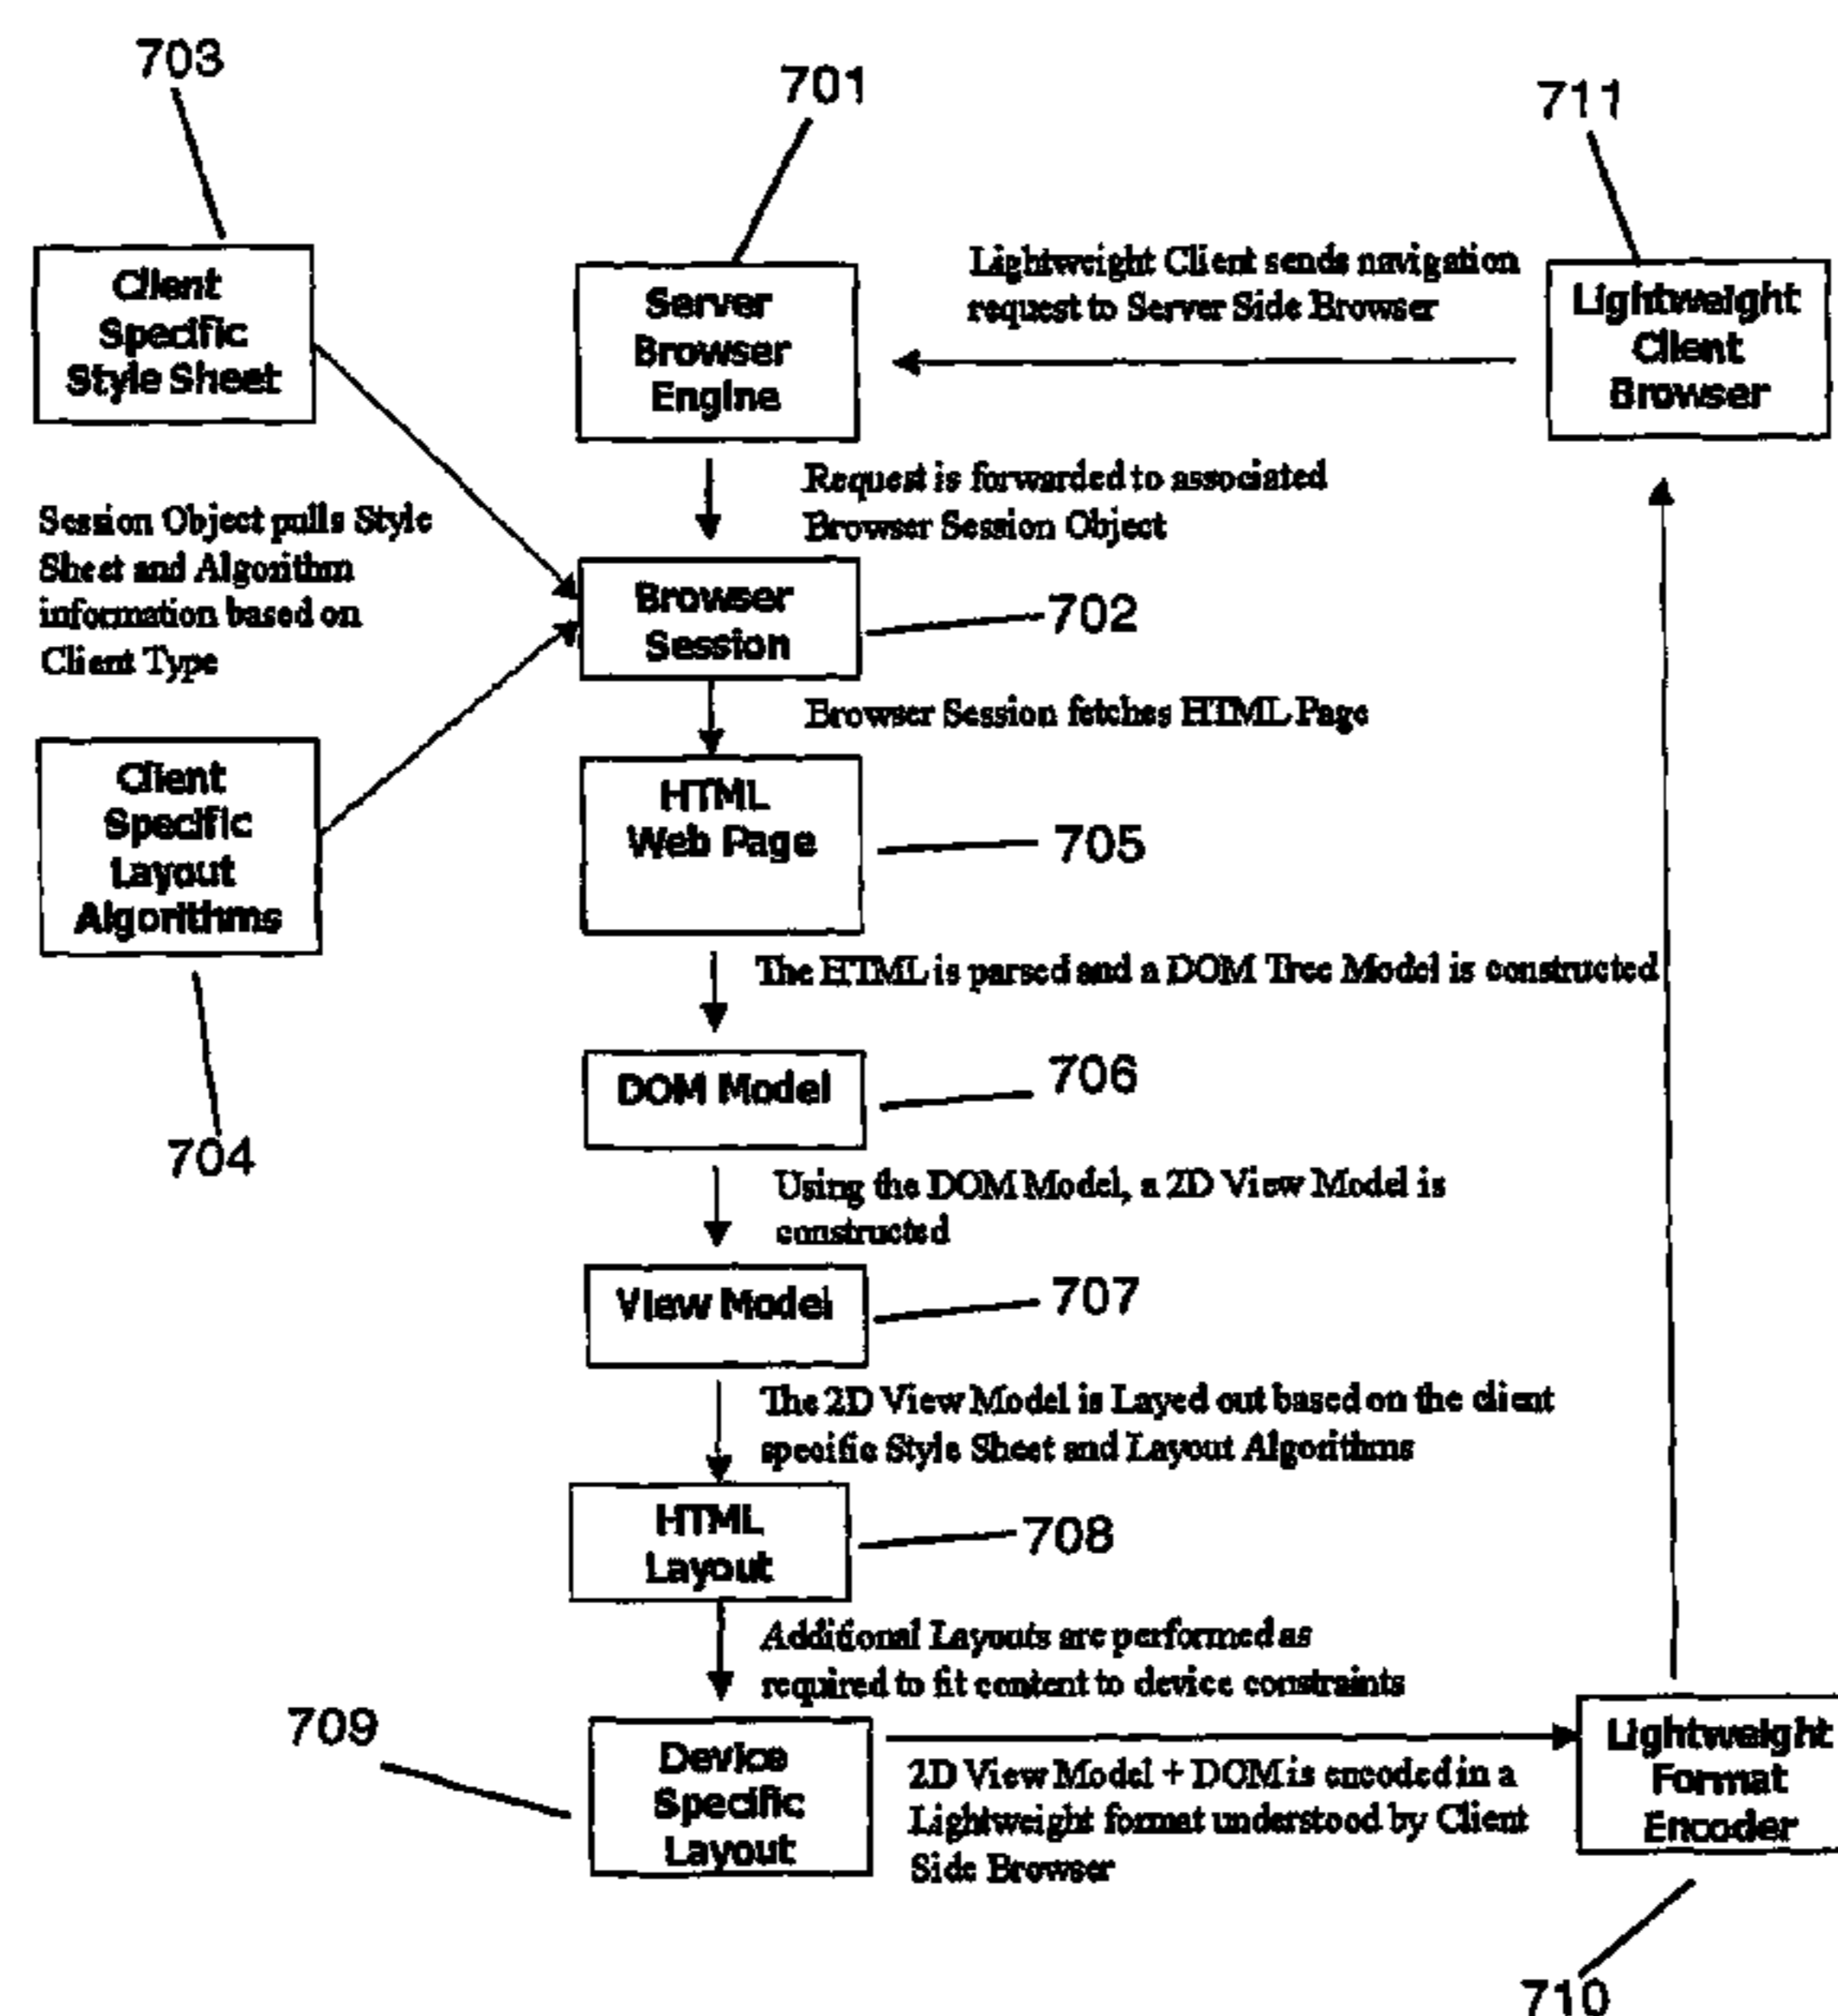 703
701
711
Client
Specific
Style Sheet
Server
Browser
Engine
Lightweight Client sends navigation
request to Server Side Browser
Lightweight
Client
Browser
Request is forwarded to associated
Browser Session Object
Session Object pulls Style
Sheet and Algorithm
information based on
Client Type
Browser
Session
702
Browser Session fetches HTML Page
Client
Specific
Layout
Algorithms
HTML
Web Page
705
The HTML is parsed and a DOM Tree Model is constructed
704
DOM Model
706
Using the DOM Model, a 2D View Model is
constructed
View Model
707
The 2D View Model is Layed out based on the client
specific Style Sheet and Layout Algorithms
HTML
Layout
708
Additional Layouts are performed as
required to fit content to device constraints
709
Device
Specific
Layout
2D View Model + DOM is encoded in a
Lightweight format understood by Client
Side Browser
Lightweight
Format
Encoder
710